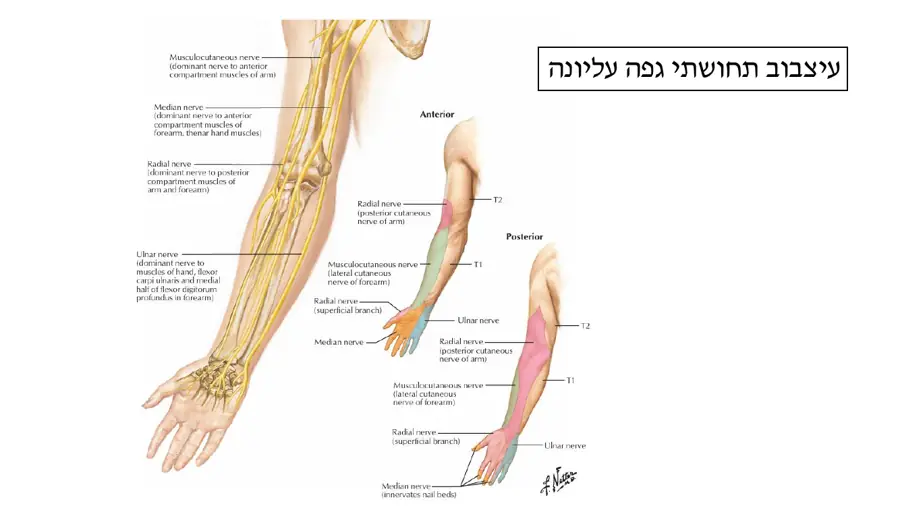 עיצבוב תחושתי גפה עליונה
Musculocutaneous nerve
(dominant nerve to anterior
compartment muscles of arm)
Median nerve
(dominant nerve to anterior
compartment muscles of
forearm, thenar hand muscles)
Radial nerve
(dominant nerve to posterior
compartment muscles of
arm and forearm)
Ulnar nerve
(dominant nerve to
muscles of hand, flexor
carpi ulnaris and medial
half of flexor digitorum
profundus in forearm)
Anterior
T2
Radial nerve
(posterior cutaneous
nerve of arm)
Musculocutaneous nerve
(lateral cutaneous
nerve of forearm)
T1
Radial nerve
(superficial branch)
Ulnar nerve
Median nerve
Posterior
T2
Radial nerve
(posterior cutaneous
nerve of arm)
T1
Musculocutaneous nerve
(lateral cutaneous
nerve of forearm)
Radial nerve
(superficial branch)
Ulnar nerve
Median nerve
(innervates nail beds)
F. Netter